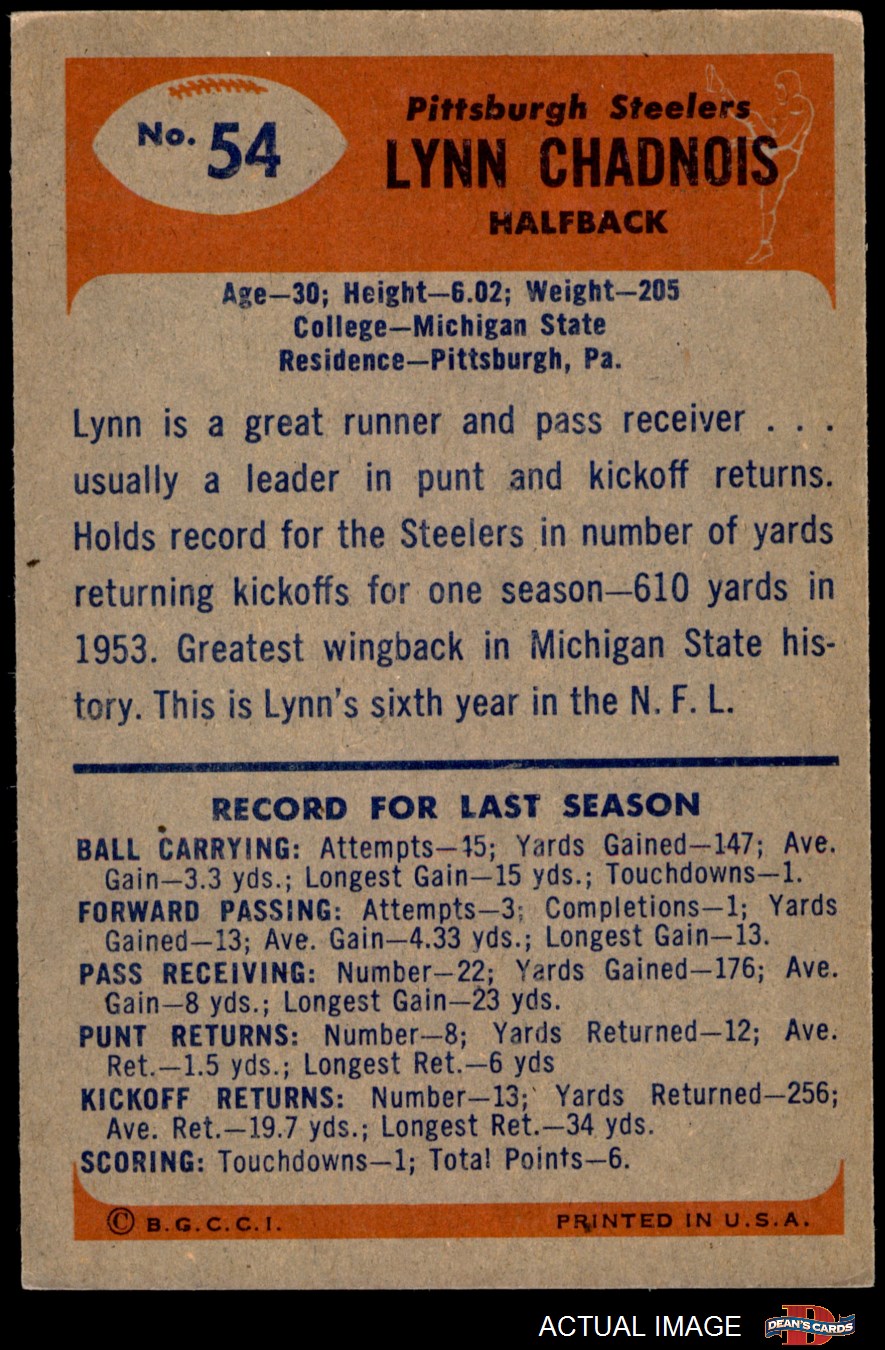 No. 54
Pittsburgh Steelers
LYNN CHADNOIS
HALFBACK
Age—30; Height—6.02; Weight—205
College—Michigan State
Residence—Pittsburgh, Pa.
Lynn is a great runner and pass receiver . . .
usually a leader in punt and kickoff returns.
Holds record for the Steelers in number of yards
returning kickoffs for one season—610 yards in
1953. Greatest wingback in Michigan State his-
tory. This is Lynn's sixth year in the N. F. L.
RECORD FOR LAST SEASON
BALL CARRYING: Attempts—45; Yards Gained—147; Ave.
Gain—3.3 yds.; Longest Gain—15 yds.; Touchdowns—1.
FORWARD PASSING: Attempts—3; Completions—1; Yards
Gained—13; Ave. Gain—4.33 yds.; Longest Gain—13.
PASS RECEIVING: Number—22; Yards Gained—176; Ave.
Gain—8 yds.; Longest Gain—23 yds.
PUNT RETURNS: Number—8; Yards Returned—12; Ave.
Ret.—1.5 yds.; Longest Ret.—6 yds
KICKOFF RETURNS: Number—13; Yards Returned—256;
Ave. Ret.—19.7 yds.; Longest Ret.—34 yds.
SCORING: Touchdowns—1; Total Points—6.
© B.G.C.C.I. PRINTED IN U.S.A.
ACTUAL IMAGE
D
DEAN'S CARDS